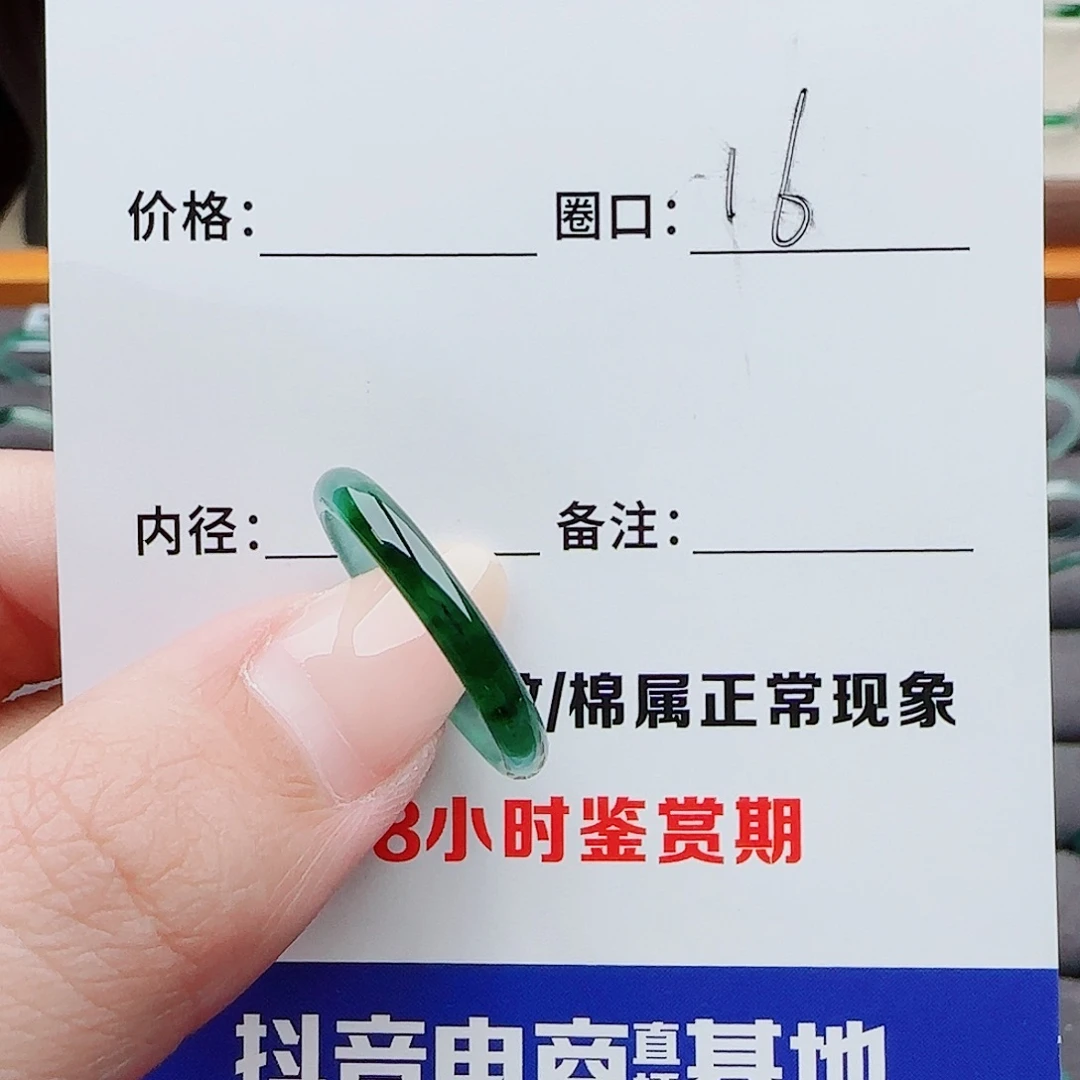 价格： 圈口：16
内径： 备注：
/棉属正常现象
8小时鉴赏期
抖音电商直播基地